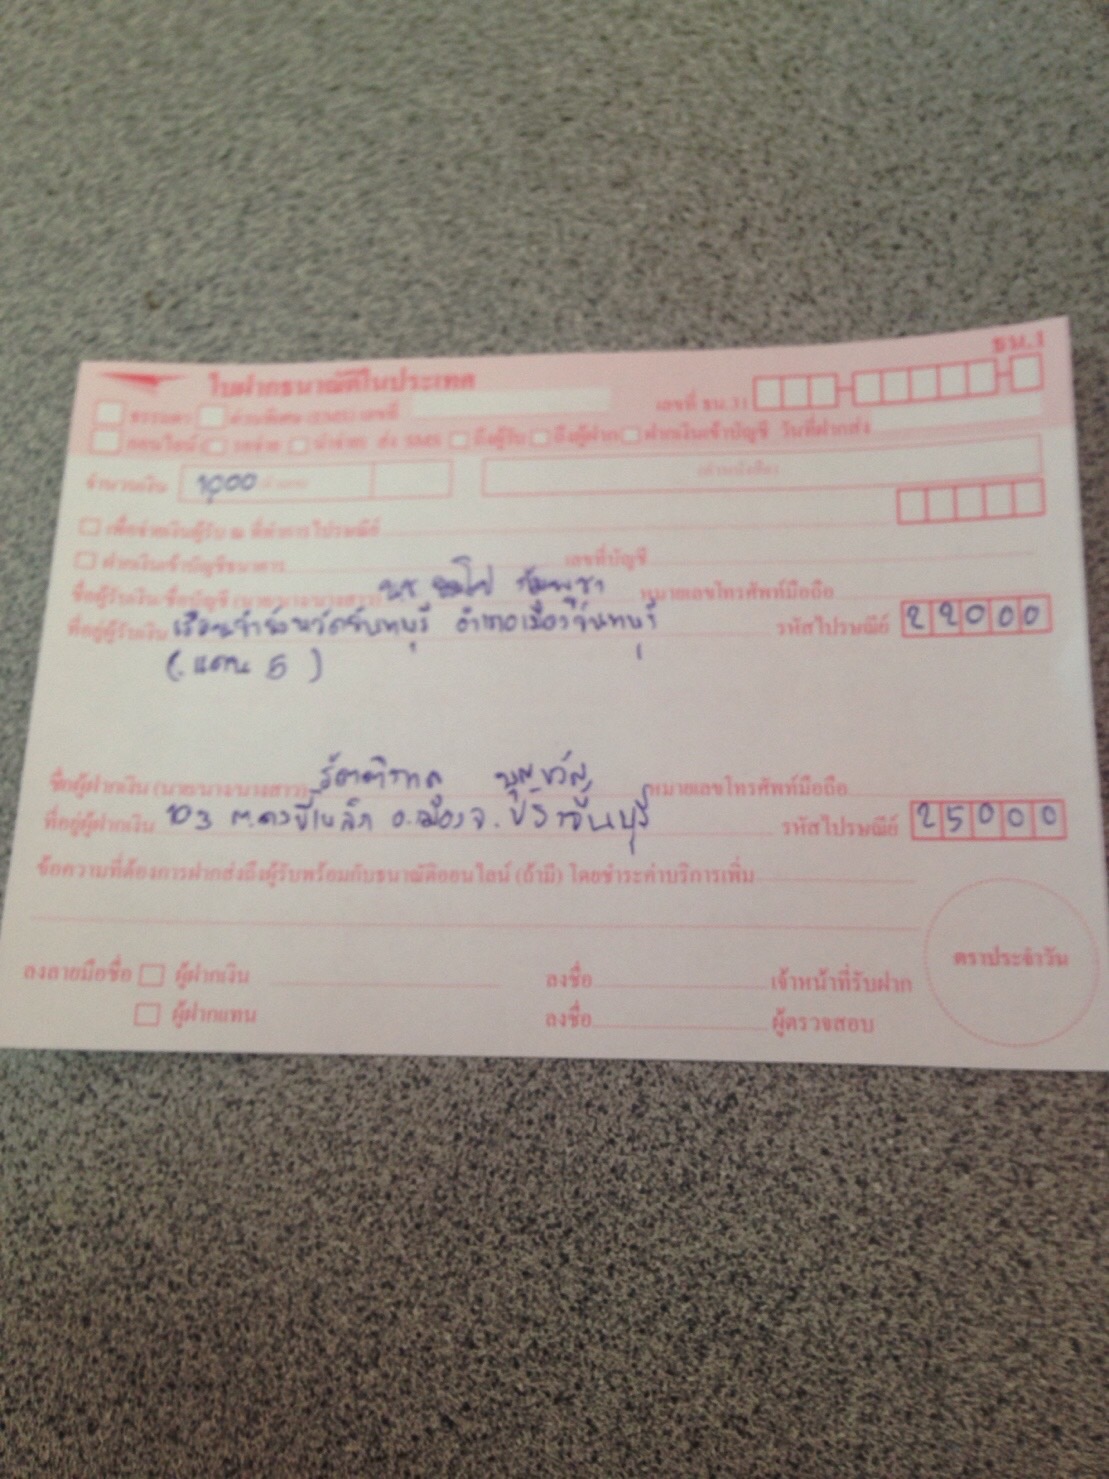 ธน.1
ใบฝากธนาณัติในประเทศ
ธรรมดา ด่วนพิเศษ (EMS) เลขที่ เลขที่ ธน.31
ออนไลน์ รอจ่าย นำจ่าย ส่ง SMS ถึงผู้รับ ถึงผู้ฝาก ฝากเงินเข้าบัญชี วันที่ฝากส่ง
จำนวนเงิน 1,000 (ตัวหนังสือ)
เพื่อจ่ายเงินผู้รับ ณ ที่ทำการไปรษณีย์
ฝากเงินเข้าบัญชีธนาคาร เลขที่บัญชี
ชื่อผู้รับเงิน/ชื่อบัญชี (นาย/นาง/นางสาว) หมายเลขโทรศัพท์มือถือ
ที่อยู่ผู้รับเงิน เรือนจำจังหวัดจันทบุรี อำเภอเมืองจันทบุรี รหัสไปรษณีย์ 22000
(แดน 5)
ชื่อผู้ฝากเงิน (นาย/นาง/นางสาว) บุญขวัญ หมายเลขโทรศัพท์มือถือ
ที่อยู่ผู้ฝากเงิน 103 ต.ดงขี้เหล็ก อ.เมือง จ.ปราจีนบุรี รหัสไปรษณีย์ 25000
ข้อความที่ต้องการฝากส่งถึงผู้รับพร้อมกับธนาณัติออนไลน์ (ถ้ามี) โดยชำระค่าบริการเพิ่ม
ลงลายมือชื่อ ผู้ฝากเงิน ลงชื่อ เจ้าหน้าที่รับฝาก ตราประจำวัน
ผู้ฝากแทน ลงชื่อ ผู้ตรวจสอบ